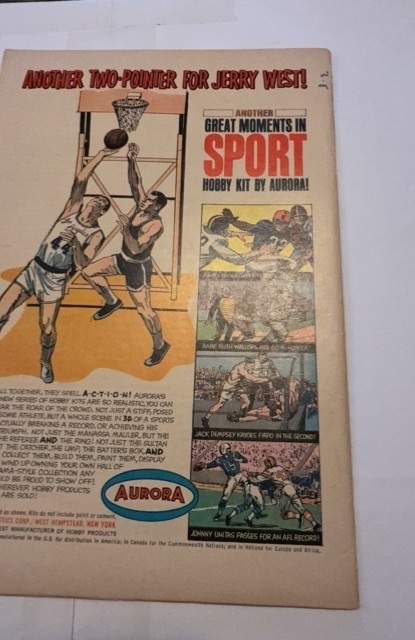 ANOTHER TWO-POINTER FOR JERRY WEST!
ANOTHER
GREAT MOMENTS IN
SPORT
HOBBY KIT BY AURORA!
44
BABE RUTH WALLOPS HIS 60TH HOMER!
JACK DEMPSEY KAYOES FIRPO IN THE SECOND!
JOHNNY UNITAS PASSES FOR AN AFL RECORD!
TOGETHER, THEY SPELL A-C-T-I-O-N! AURORA'S
NEW SERIES OF HOBBY KITS ARE SO REALISTIC, YOU CAN
THE ROAR OF THE CROWD. NOT JUST A STIFF, POSED
COULD! A WHOLE SCENE IN 3D OF A SPORTS
BREAKING A RECORD, OR ACHIEVING HIS
TRIUMPH. NOT JUST THE MANASSA MAULER, BUT THE
REFEREE AND THE RING! NOT JUST THE SULTAN
THE CATCHER, THE UMP, THE BATTER'S BOX, AND
COLLECT THEM, BUILD THEM, PAINT THEM, DISPLAY
WIND UP OWNING YOUR OWN HALL OF
COLLECTION ANY
BE PROUD TO SHOW OFF!
HOBBY PRODUCTS
ARE SOLD!
AURORA
as shown. Kits do not include paint or cement.
CORP./WEST HEMPSTEAD, NEW YORK
MANUFACTURER OF HOBBY PRODUCTS
in the U.S. for distribution in America; in Canada for the Commonwealth Nations; and in Holland for Europe and Africa.